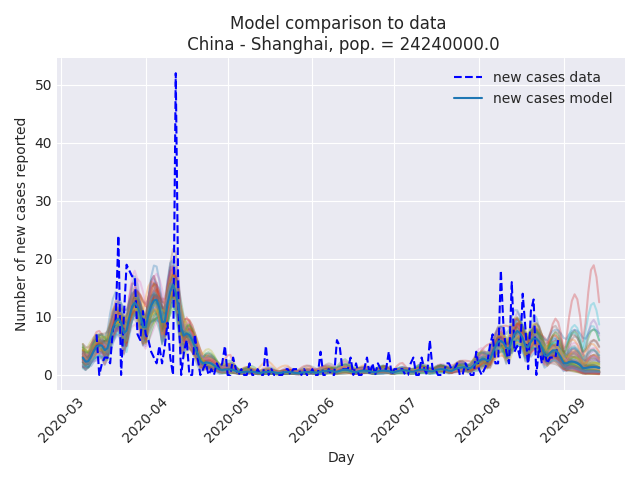 Model comparison to data
China - Shanghai, pop. = 24240000.0
new cases data
new cases model
50
40
30
20
10
0
Number of new cases reported
2020-03
2020-04
2020-05
2020-06
2020-07
2020-08
2020-09
Day